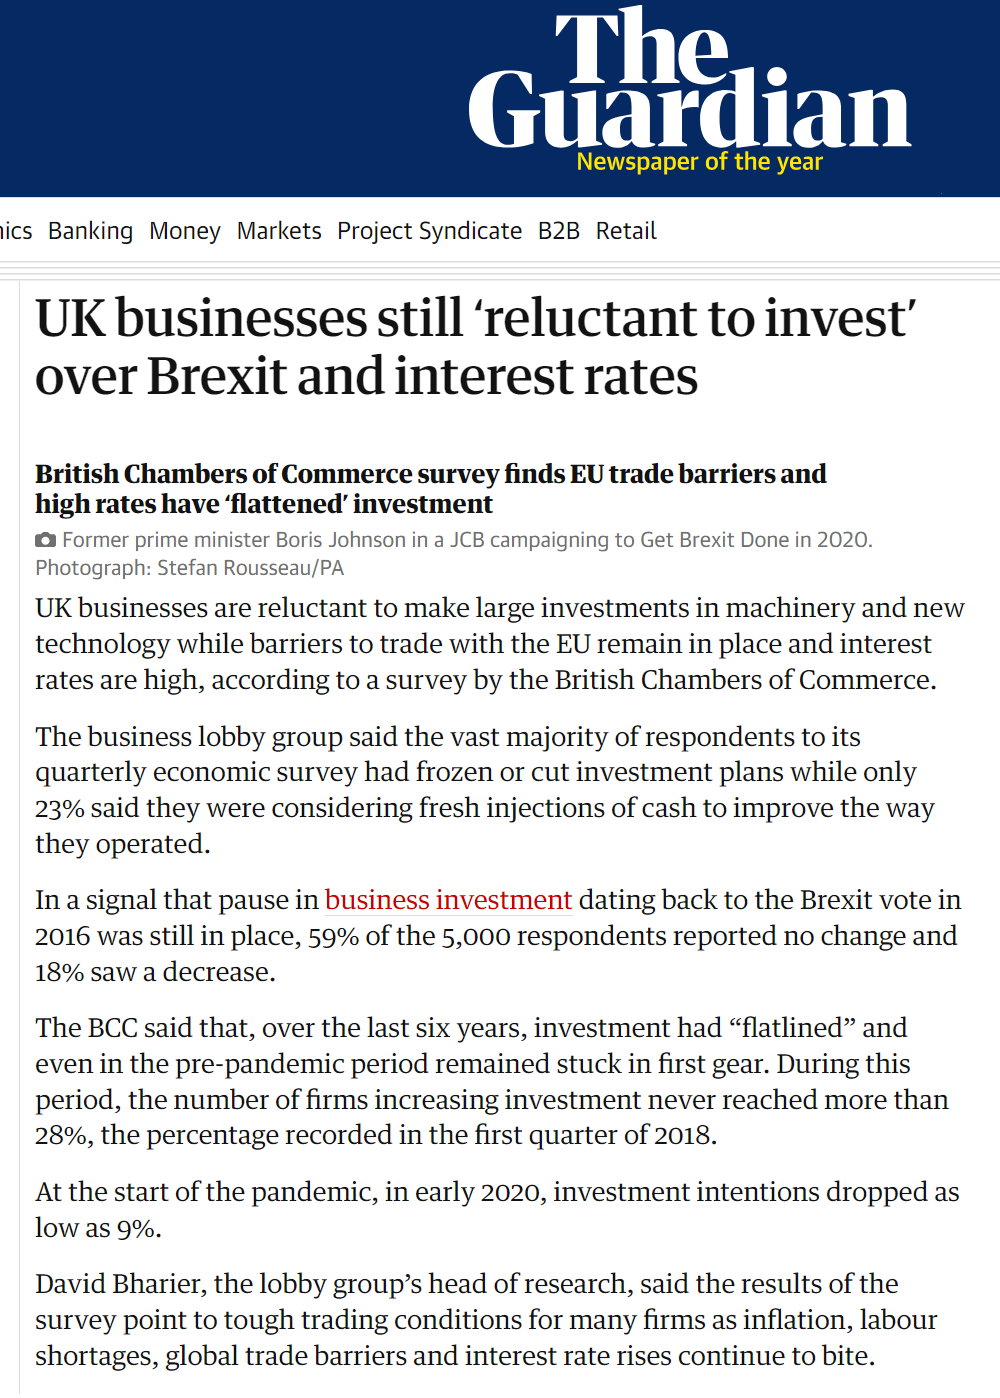 The
Guardian
Newspaper of the year
nics Banking Money Markets Project Syndicate B2B Retail
UK businesses still ‘reluctant to invest’
over Brexit and interest rates
British Chambers of Commerce survey finds EU trade barriers and
high rates have ‘flattened’ investment
Former prime minister Boris Johnson in a JCB campaigning to Get Brexit Done in 2020.
Photograph: Stefan Rousseau/PA
UK businesses are reluctant to make large investments in machinery and new
technology while barriers to trade with the EU remain in place and interest
rates are high, according to a survey by the British Chambers of Commerce.
The business lobby group said the vast majority of respondents to its
quarterly economic survey had frozen or cut investment plans while only
23% said they were considering fresh injections of cash to improve the way
they operated.
In a signal that pause in business investment dating back to the Brexit vote in
2016 was still in place, 59% of the 5,000 respondents reported no change and
18% saw a decrease.
The BCC said that, over the last six years, investment had “flatlined” and
even in the pre-pandemic period remained stuck in first gear. During this
period, the number of firms increasing investment never reached more than
28%, the percentage recorded in the first quarter of 2018.
At the start of the pandemic, in early 2020, investment intentions dropped as
low as 9%.
David Bharier, the lobby group’s head of research, said the results of the
survey point to tough trading conditions for many firms as inflation, labour
shortages, global trade barriers and interest rate rises continue to bite.